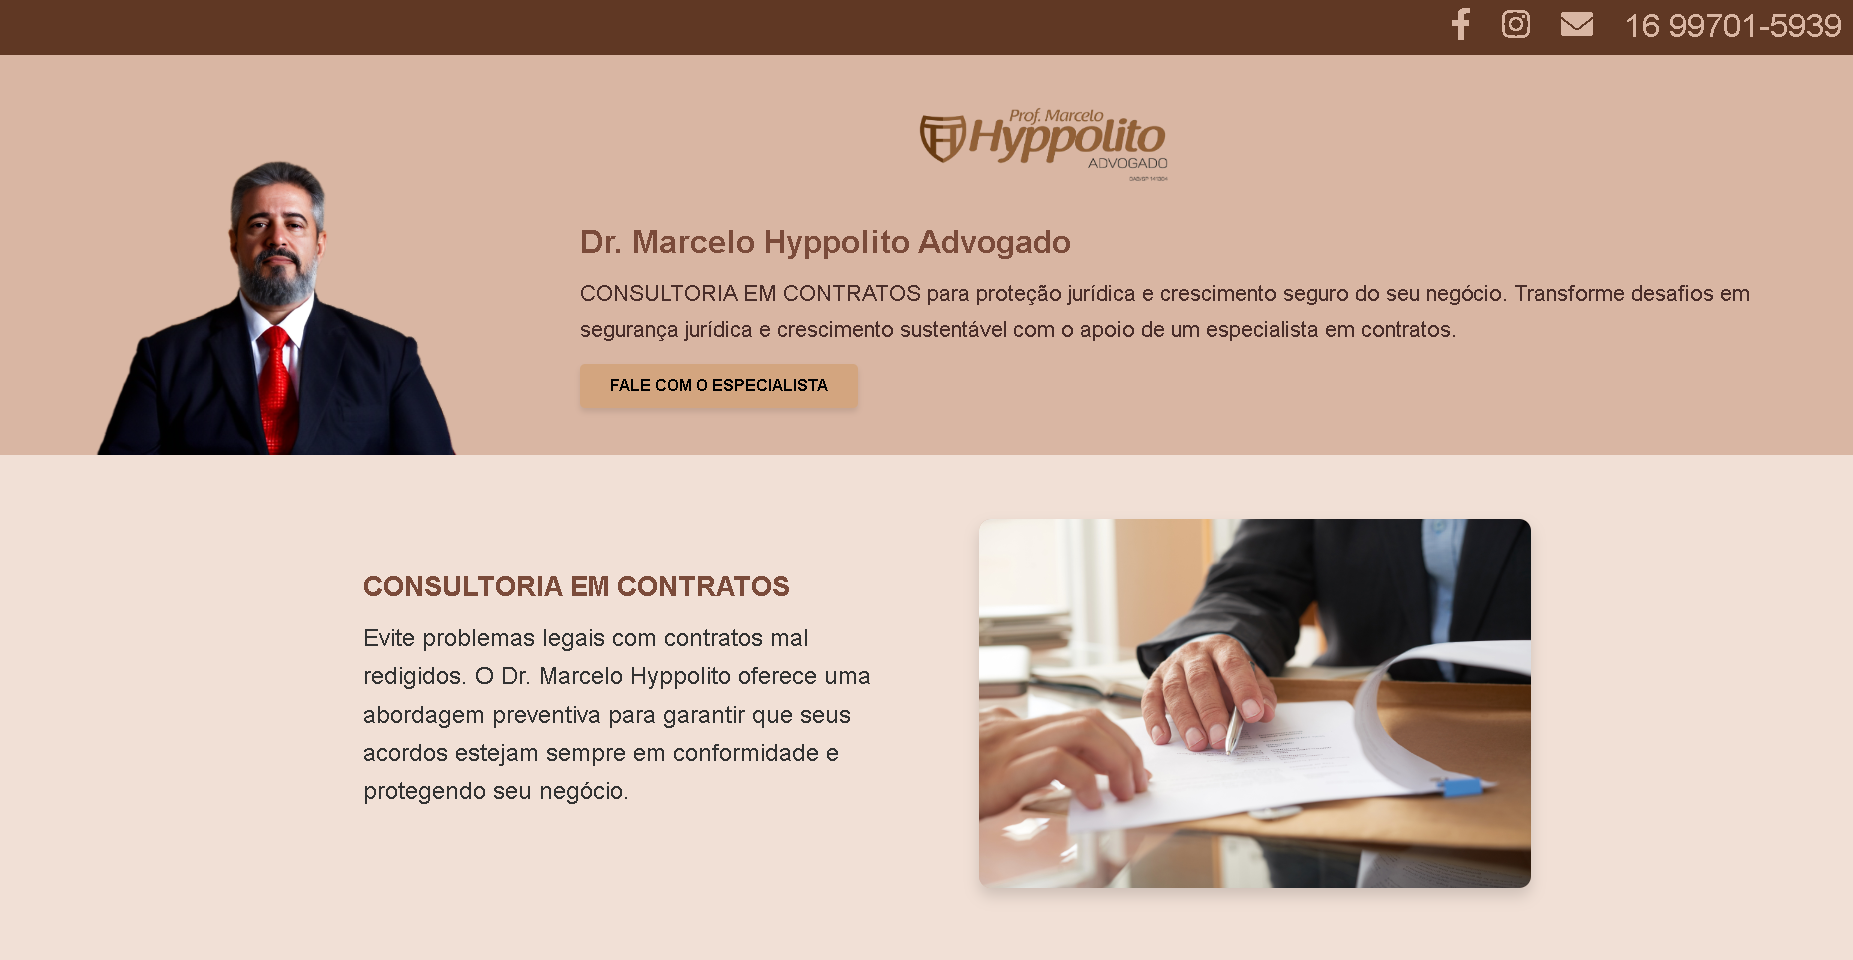 16 99701-5939
Prof. Marcelo
Hyppolito
ADVOGADO
Dr. Marcelo Hyppolito Advogado
CONSULTORIA EM CONTRATOS para proteção jurídica e crescimento seguro do seu negócio. Transforme desafios em
segurança jurídica e crescimento sustentável com o apoio de um especialista em contratos.
FALE COM O ESPECIALISTA
CONSULTORIA EM CONTRATOS
Evite problemas legais com contratos mal
redigidos. O Dr. Marcelo Hyppolito oferece uma
abordagem preventiva para garantir que seus
acordos estejam sempre em conformidade e
protegendo seu negócio.